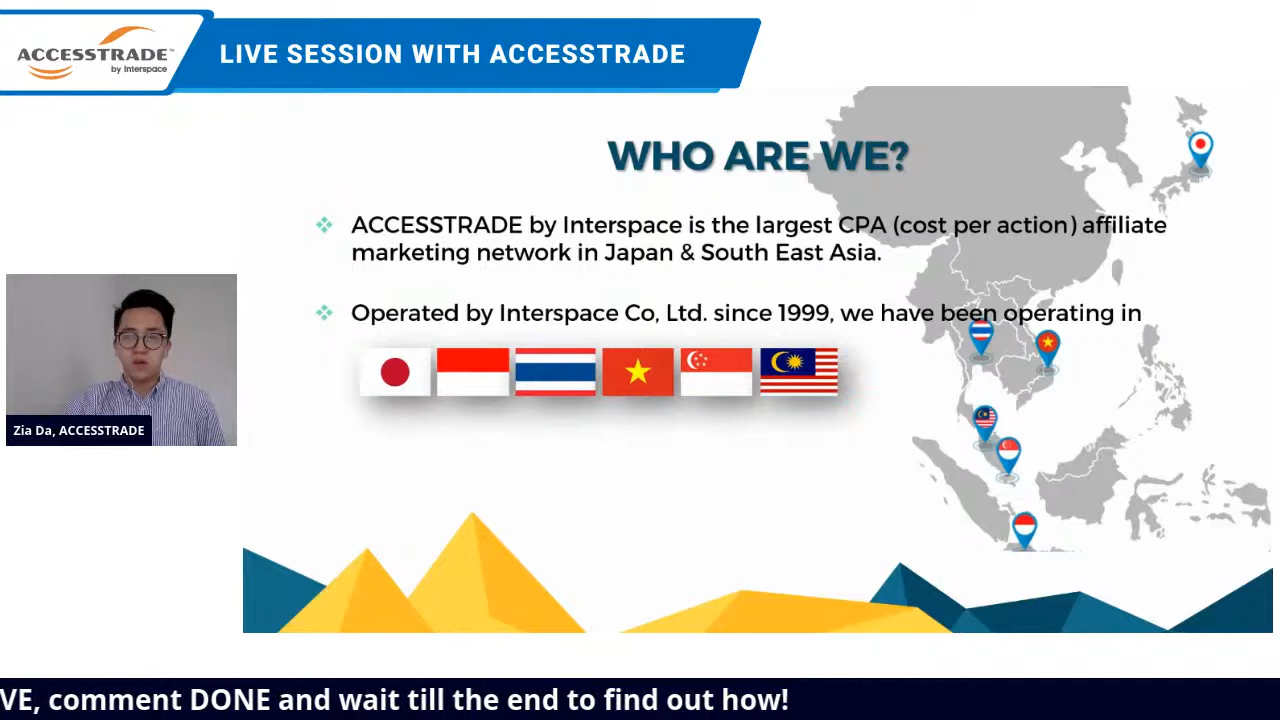 ACCESSTRADE™
by Interspace
LIVE SESSION WITH ACCESSTRADE
WHO ARE WE?
ACCESSTRADE by Interspace is the largest CPA (cost per action) affiliate
marketing network in Japan & South East Asia.
Operated by Interspace Co, Ltd. since 1999, we have been operating in
Zia Da, ACCESSTRADE
VE, comment DONE and wait till the end to find out how!